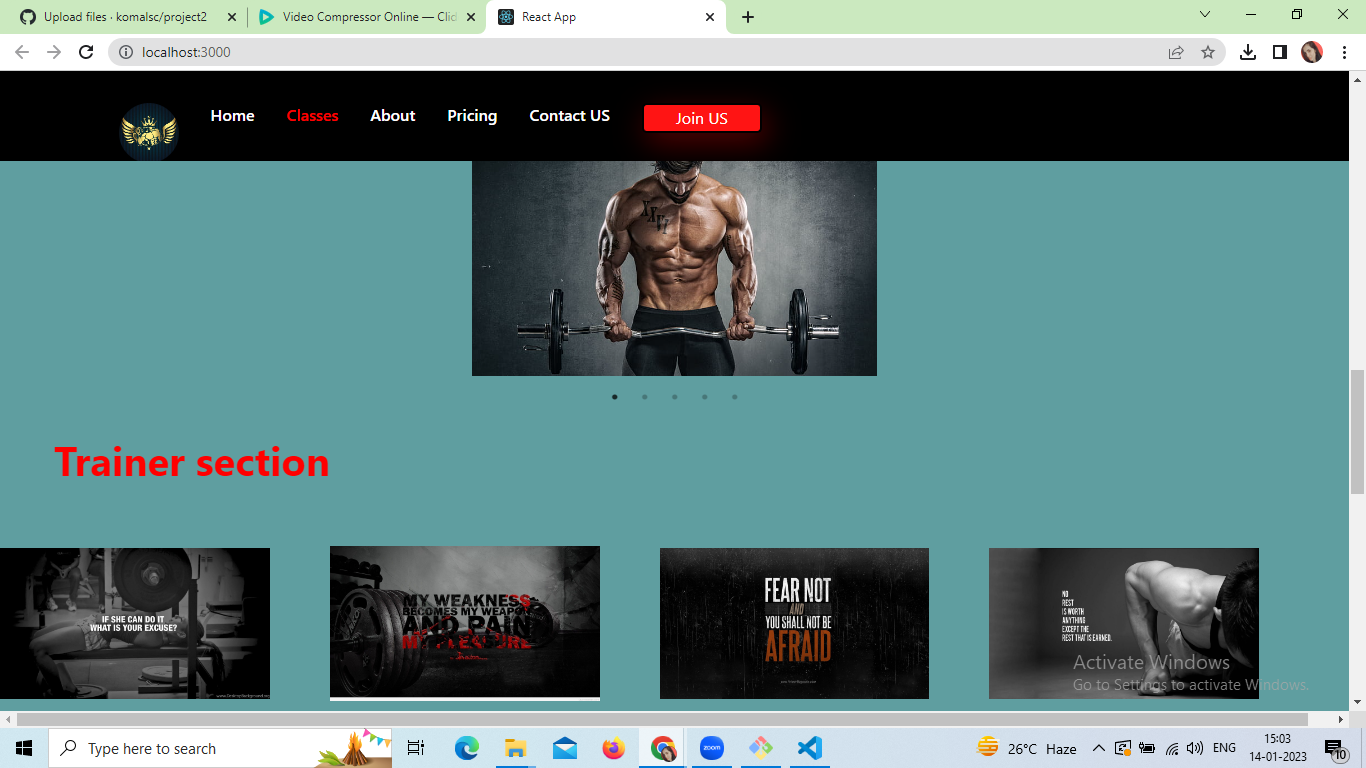 Upload files · komalsc/project2
Video Compressor Online — Clid
React App
localhost:3000
Home
Classes
About
Pricing
Contact US
Join US
XXVI
Trainer section
IF SHE CAN DO IT
WHAT IS YOUR EXCUSE?
MY WEAKNESS
BECOMES MY WEAPON
AND PAIN
FEAR NOT
AND
YOU SHALL NOT BE
AFRAID
NO
REST
IS WORTH
ANYTHING
EXCEPT THE
REST THAT IS EARNED.
Activate Windows
Go to Settings to activate Windows.
Type here to search
zoom
26°C Haze
ENG
15:03
14-01-2023
10